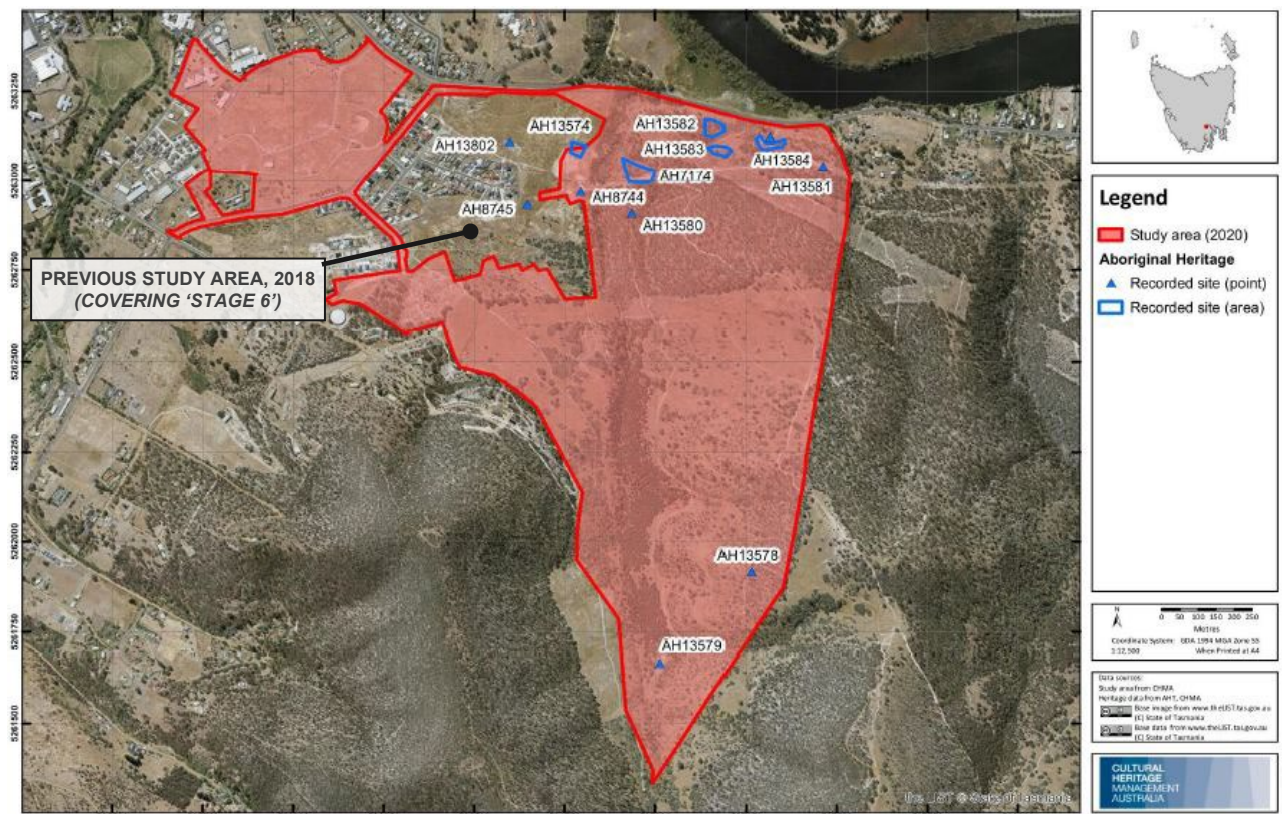 5263250
5263000
5262750
5262500
5262250
5262000
5261750
5261500
AH13582
AH13574
AH13802
AH13583
AH13584
AH7174
AH13581
AH8744
AH8745
AH13580
PREVIOUS STUDY AREA, 2018
(COVERING ‘STAGE 6’)
AH13578
AH13579
the LIST © State of Tasmania
Legend
Study area (2020)
Aboriginal Heritage
Recorded site (point)
Recorded site (area)
N
0 50 100 150 200 250
Metres
Coordinate System: GDA 1994 MGA Zone 55
1:12,500 When Printed at A4
Data sources:
Study area from CHMA
Heritage data from AHT, CHMA
Base image from www.theLIST.tas.gov.au
(C) State of Tasmania
Base data from www.theLIST.tas.gov.au
(C) State of Tasmania
CULTURAL
HERITAGE
MANAGEMENT
AUSTRALIA